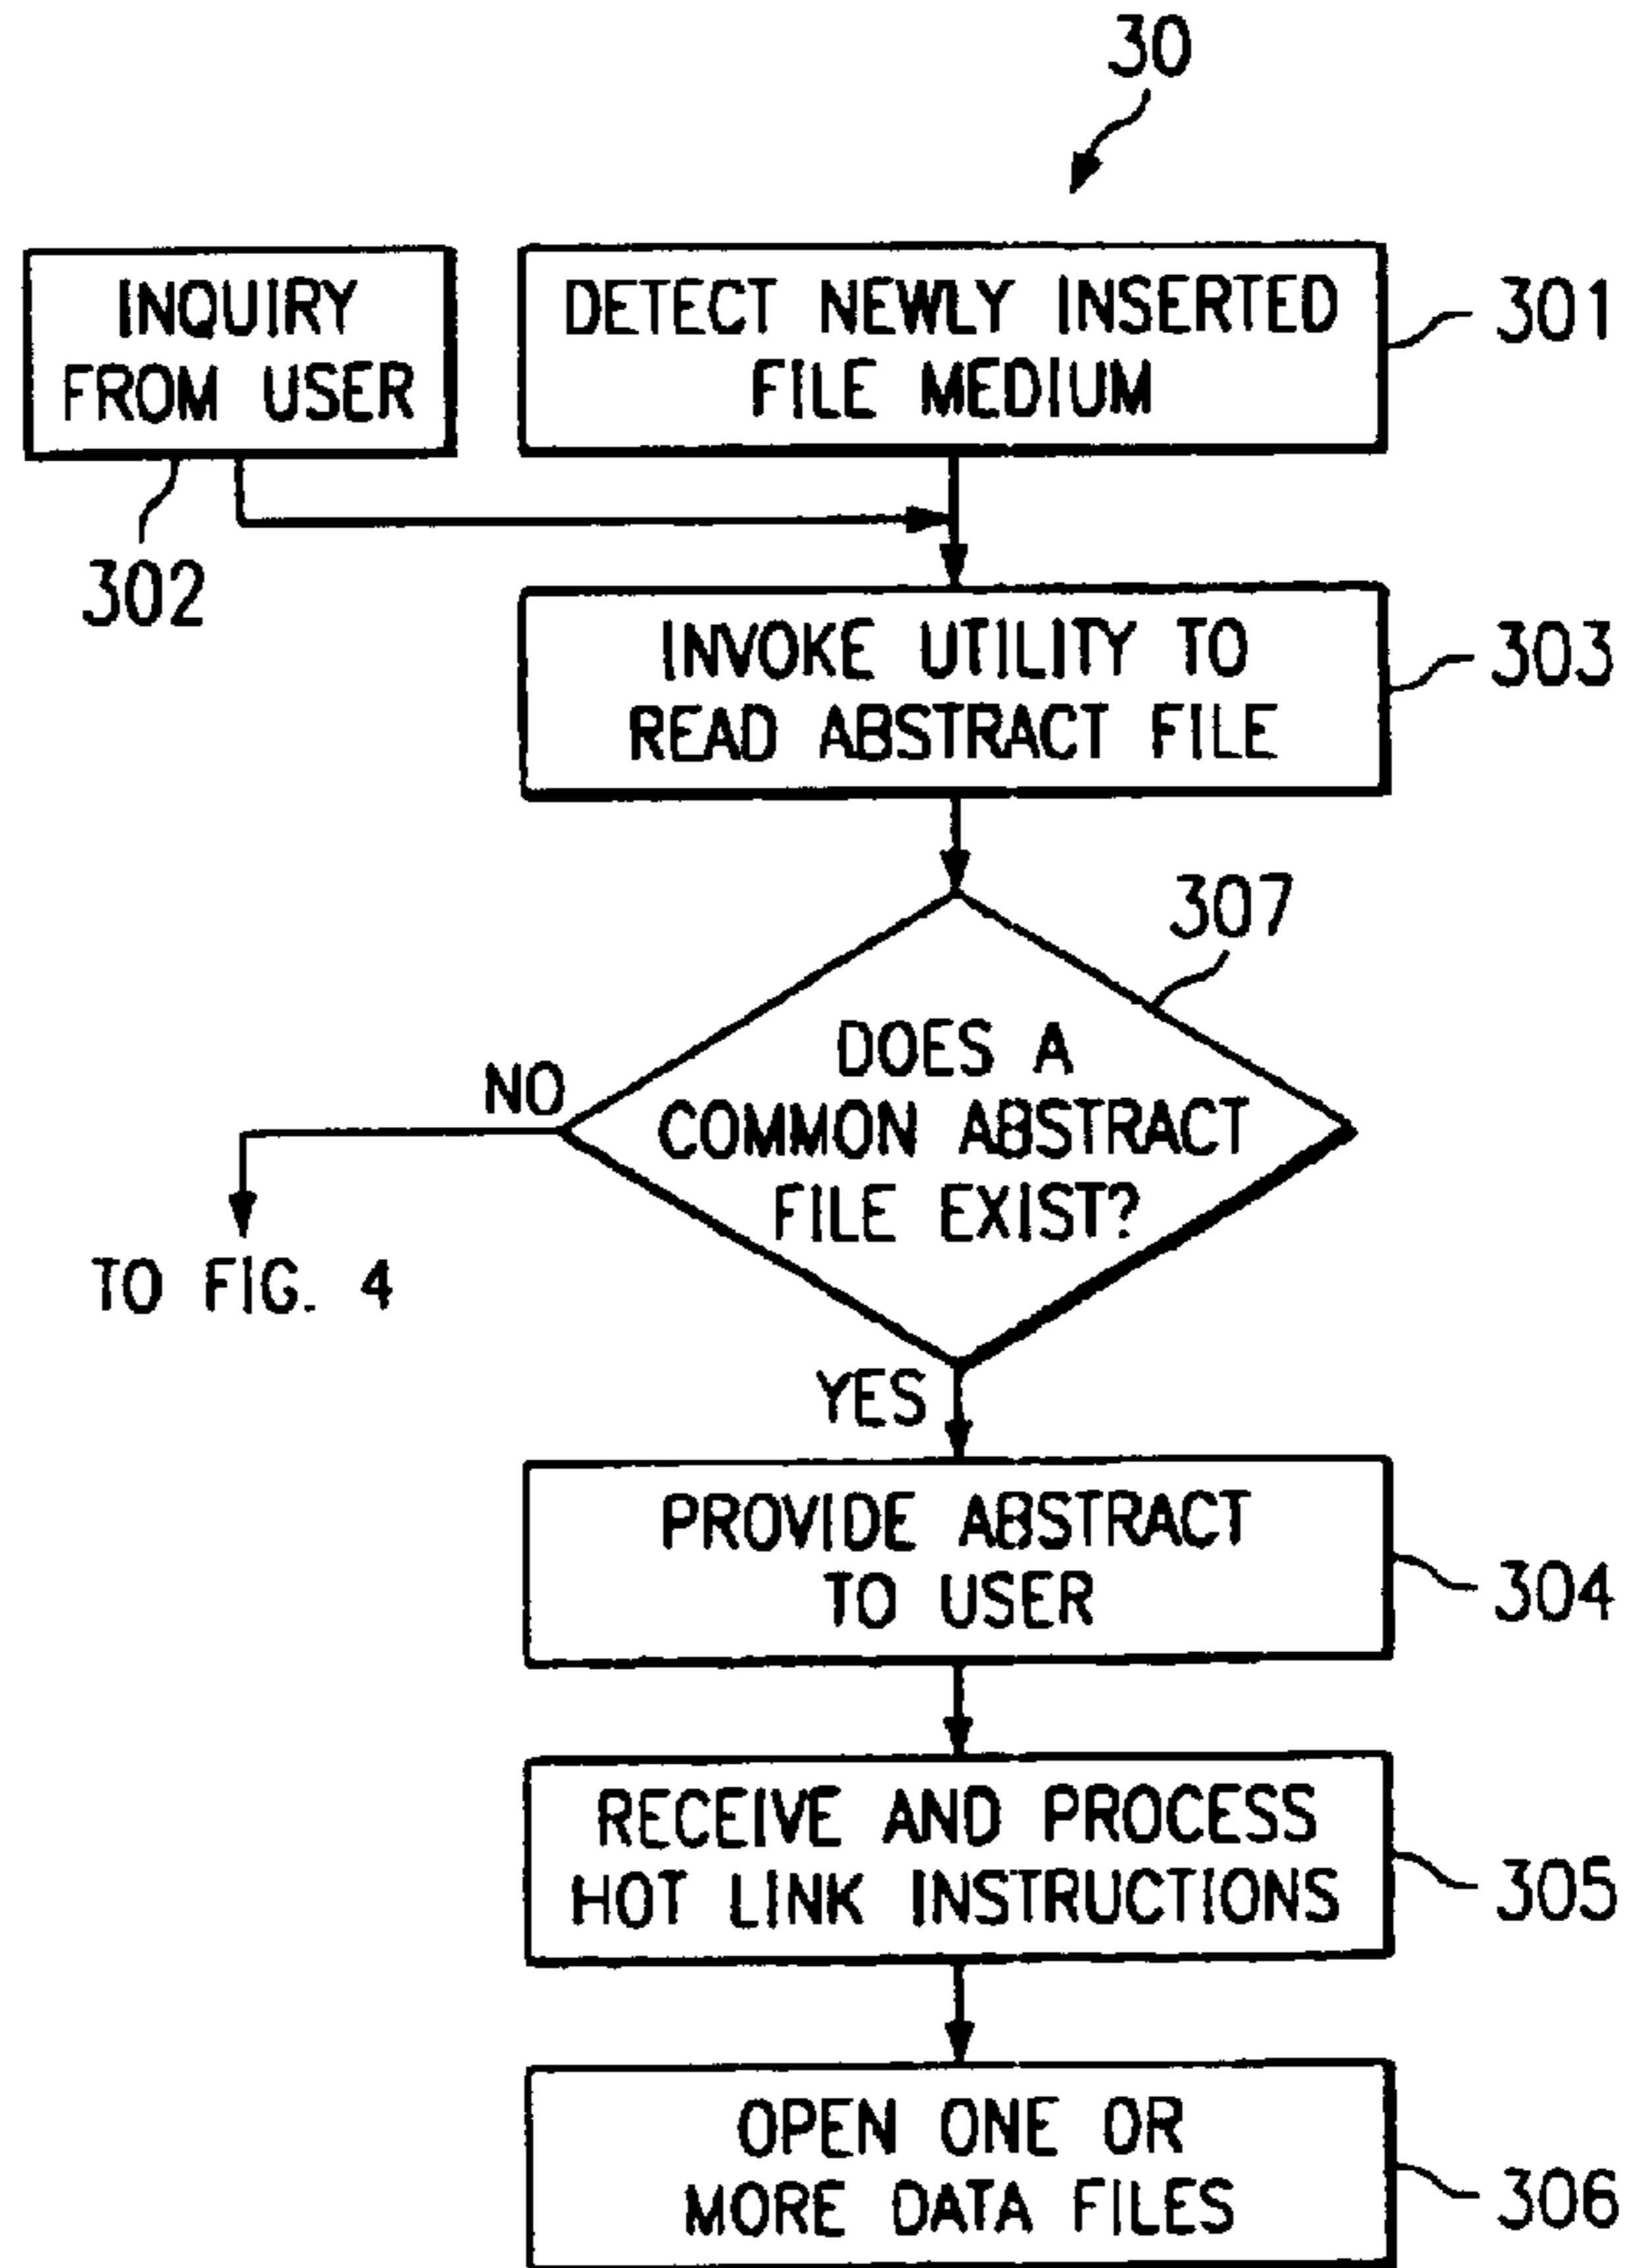 30
INQUIRY
FROM USER
302
DETECT NEWLY INSERTED
FILE MEDIUM
301
INVOKE UTILITY TO
READ ABSTRACT FILE
303
307
DOES A
COMMON ABSTRACT
FILE EXIST?
NO
TO FIG. 4
YES
PROVIDE ABSTRACT
TO USER
304
RECEIVE AND PROCESS
HOT LINK INSTRUCTIONS
305
OPEN ONE OR
MORE DATA FILES
306